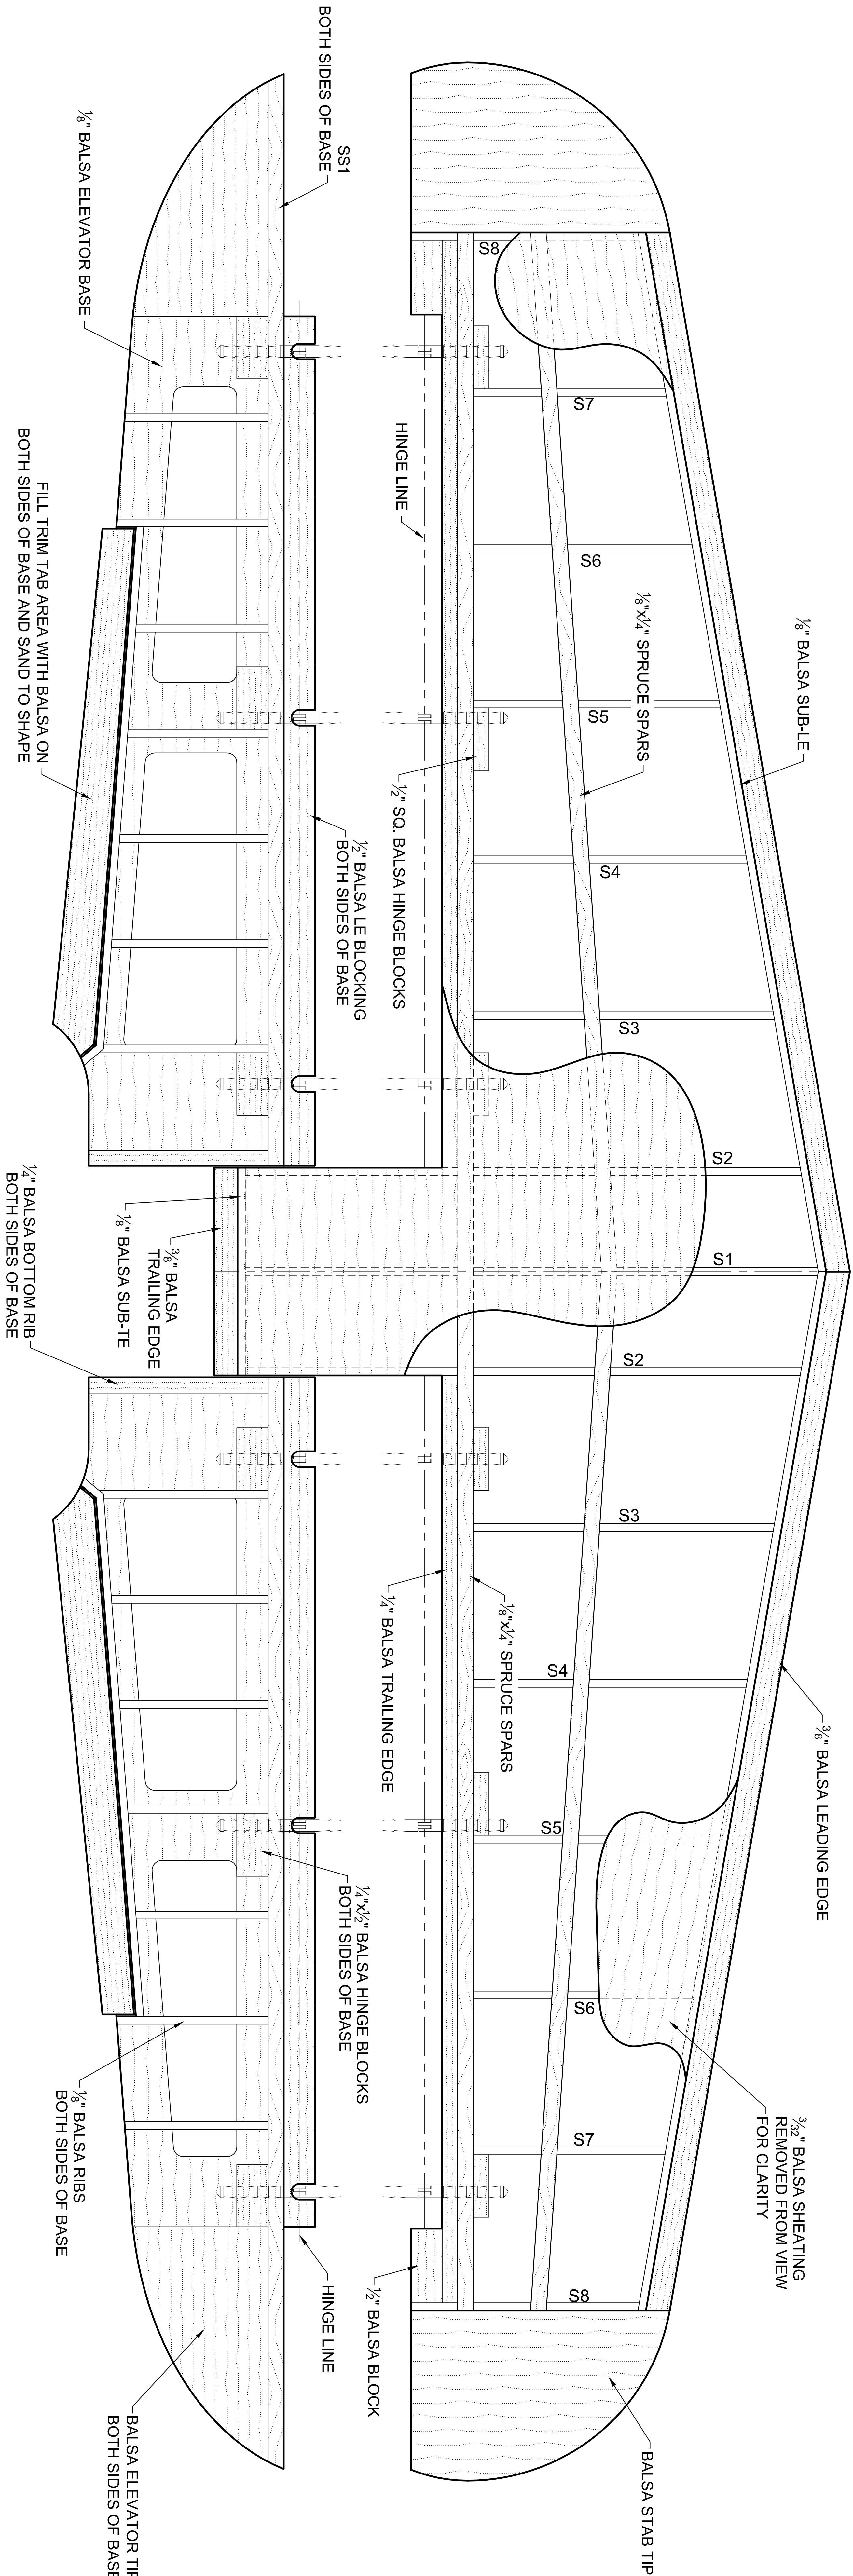 ⅛" BALSA SUB-LE
⅜" BALSA LEADING EDGE
3/32" BALSA SHEATING
REMOVED FROM VIEW
FOR CLARITY
BALSA STAB TIP
⅛"x¼" SPRUCE SPARS
S8
S7
S6
S5
S4
S3
S2
S1
S2
S3
S4
S5
S6
S7
S8
HINGE LINE
½" SQ. BALSA HINGE BLOCKS
¼" BALSA TRAILING EDGE
⅛"x¼" SPRUCE SPARS
½" BALSA BLOCK
SS1
BOTH SIDES OF BASE
½" BALSA LE BLOCKING
BOTH SIDES OF BASE
¼"x½" BALSA HINGE BLOCKS
BOTH SIDES OF BASE
HINGE LINE
⅛" BALSA ELEVATOR BASE
FILL TRIM TAB AREA WITH BALSA ON
BOTH SIDES OF BASE AND SAND TO SHAPE
⅜" BALSA
TRAILING EDGE
⅛" BALSA SUB-TE
¼" BALSA BOTTOM RIB
BOTH SIDES OF BASE
⅛" BALSA RIBS
BOTH SIDES OF BASE
BALSA ELEVATOR TIP
BOTH SIDES OF BASE